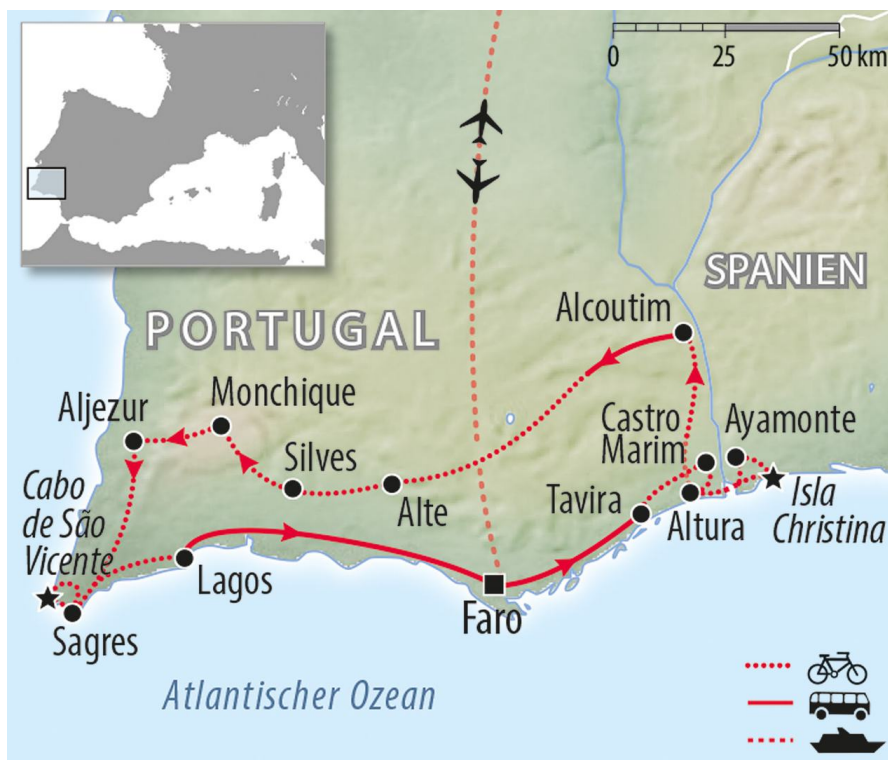 0 25 50 km
SPANIEN
Alcoutim
PORTUGAL
Monchique
Aljezur
Castro
Marim
Ayamonte
Silves
Cabo
de São
Vicente
Alte
Tavira
Altura
Isla
Christina
Lagos
Faro
Sagres
Atlantischer Ozean